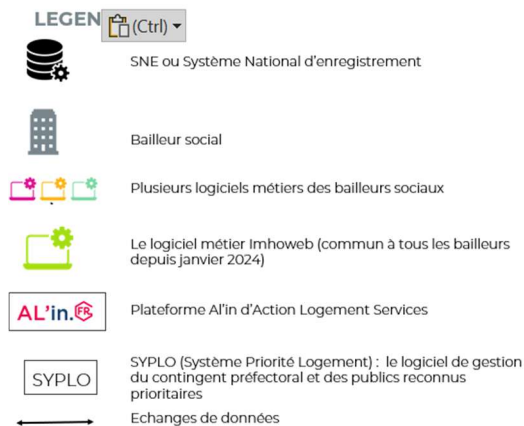 LEGEN
(Ctrl)
SNE ou Système National d'enregistrement
Bailleur social
Plusieurs logiciels métiers des bailleurs sociaux
Le logiciel métier Imhoweb (commun à tous les bailleurs
depuis janvier 2024)
AL'in.FR
Plateforme Al'in d'Action Logement Services
SYPLO
SYPLO (Système Priorité Logement) : le logiciel de gestion
du contingent préfectoral et des publics reconnus
prioritaires
Echanges de données